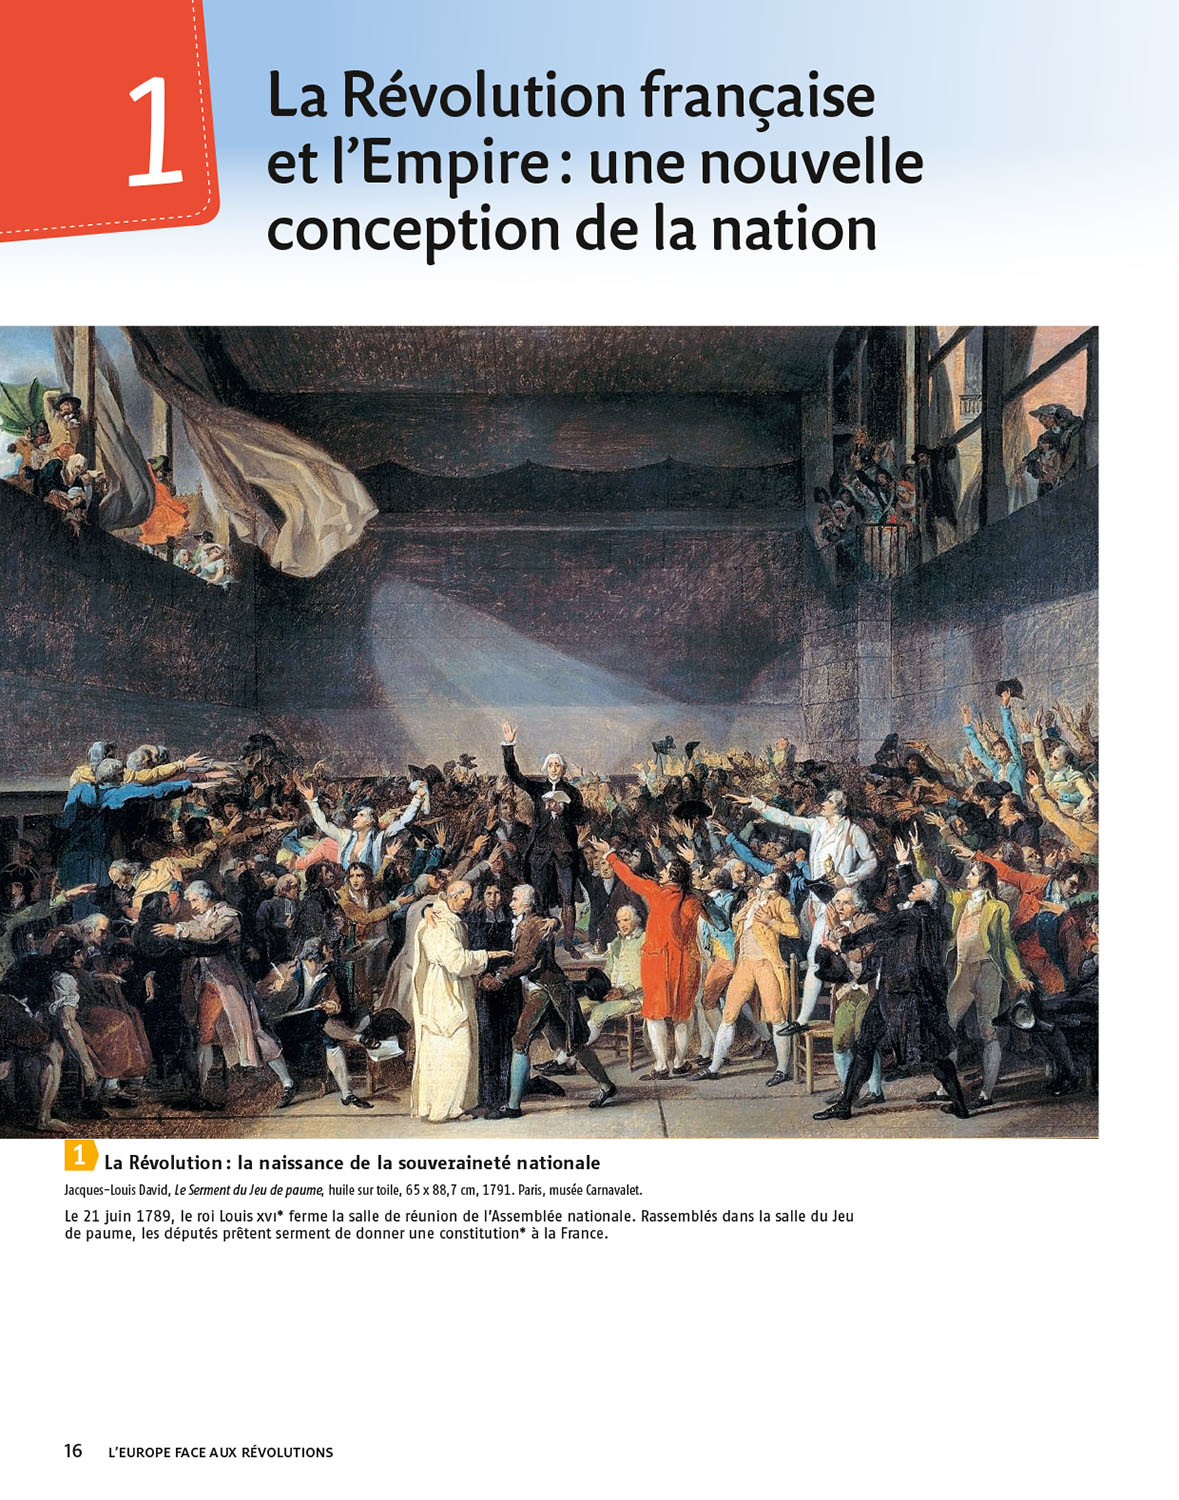 1
La Révolution française
et l’Empire : une nouvelle
conception de la nation
1 La Révolution : la naissance de la souveraineté nationale
Jacques-Louis David, Le Serment du Jeu de paume, huile sur toile, 65 x 88,7 cm, 1791. Paris, musée Carnavalet.
Le 21 juin 1789, le roi Louis XVI* ferme la salle de réunion de l’Assemblée nationale. Rassemblés dans la salle du Jeu
de paume, les députés prêtent serment de donner une constitution* à la France.
16 L’EUROPE FACE AUX RÉVOLUTIONS